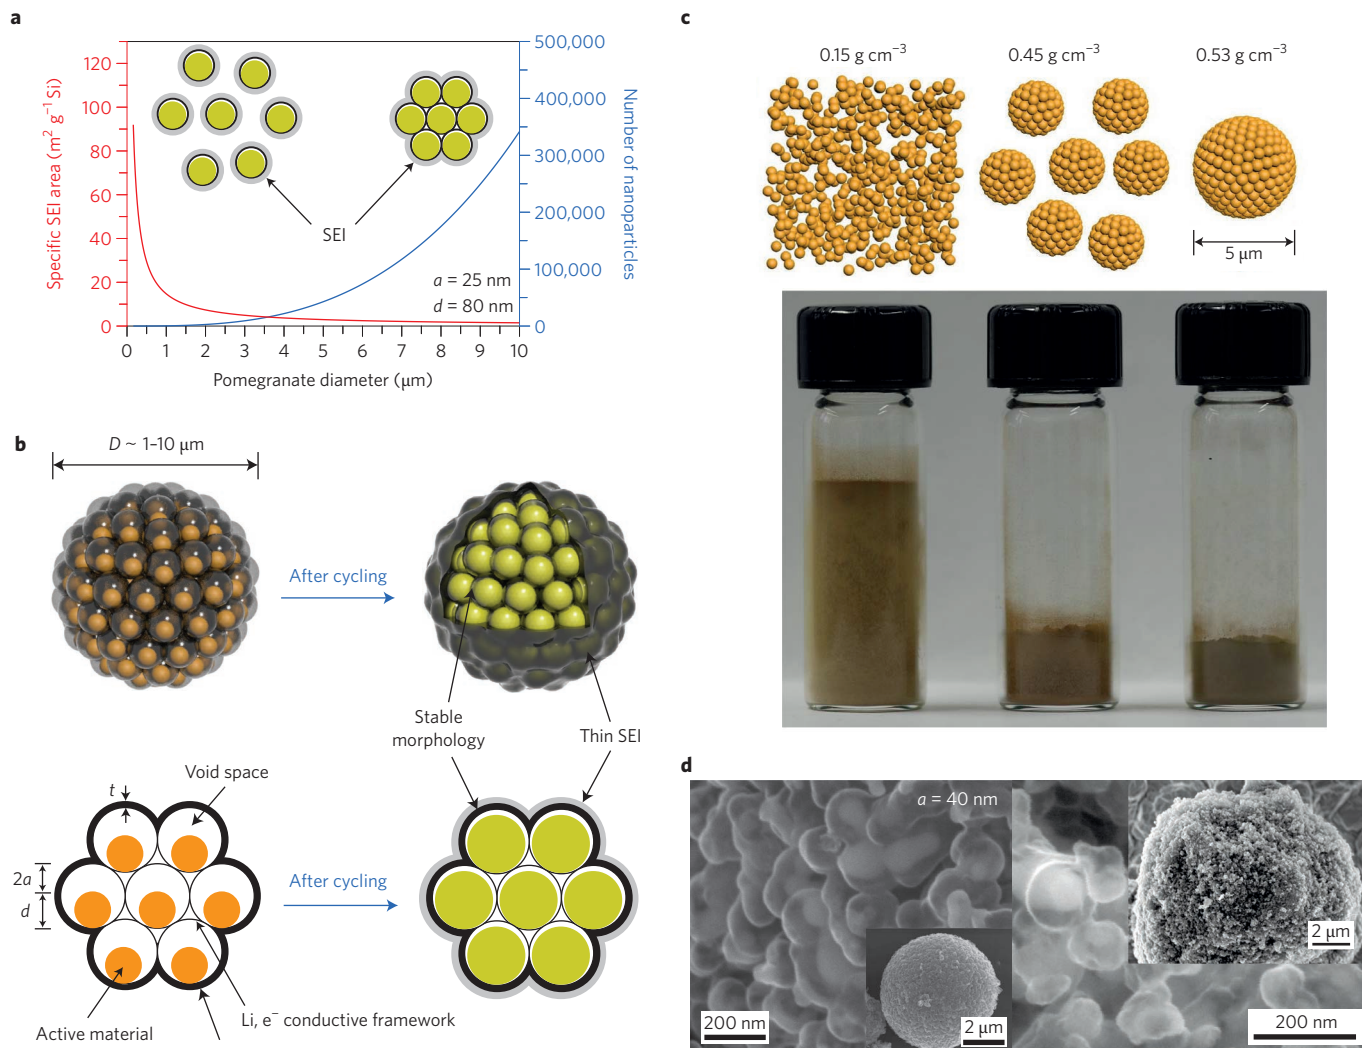 a
Specific SEI area (m² g⁻¹ Si)
120
100
80
60
40
20
0
500,000
400,000
300,000
200,000
100,000
0
Number of nanoparticles
SEI
a = 25 nm
d = 80 nm
0 1 2 3 4 5 6 7 8 9 10
Pomegranate diameter (μm)
b
D ~ 1–10 μm
After cycling
Stable
morphology
Thin SEI
t
Void space
2a
d
After cycling
Active material
Li, e⁻ conductive framework
c
0.15 g cm⁻³
0.45 g cm⁻³
0.53 g cm⁻³
5 μm
d
a = 40 nm
200 nm
2 μm
2 μm
200 nm